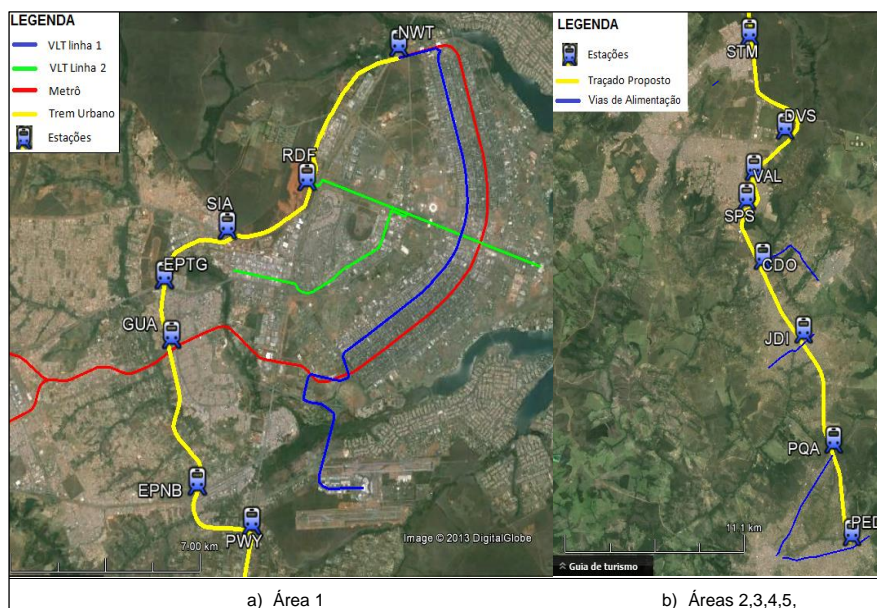 LEGENDA
VLT linha 1
VLT Linha 2
Metrô
Trem Urbano
Estações
NWT
RDF
SIA
EPTG
GUA
EPNB
PWY
7.00 km
Image © 2013 DigitalGlobe
LEGENDA
Estações
Traçado Proposto
Vias de Alimentação
STM
DVS
VAL
SPS
CDO
JDI
PQA
PED
11.1 km
Guia de turismo
a) Área 1
b) Áreas 2,3,4,5,